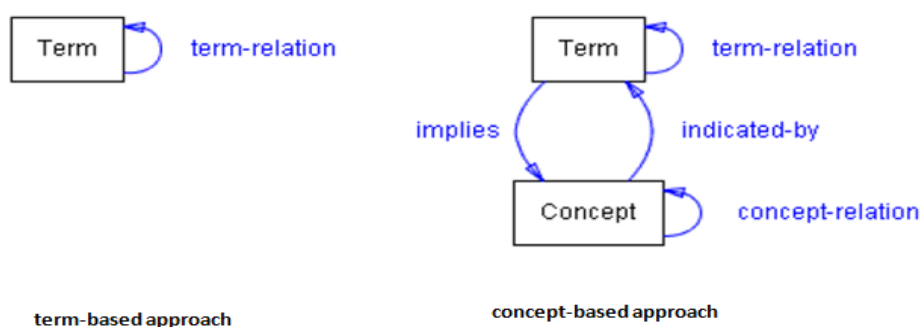 Term
term-relation
Term
term-relation
implies
indicated-by
Concept
concept-relation
term-based approach
concept-based approach